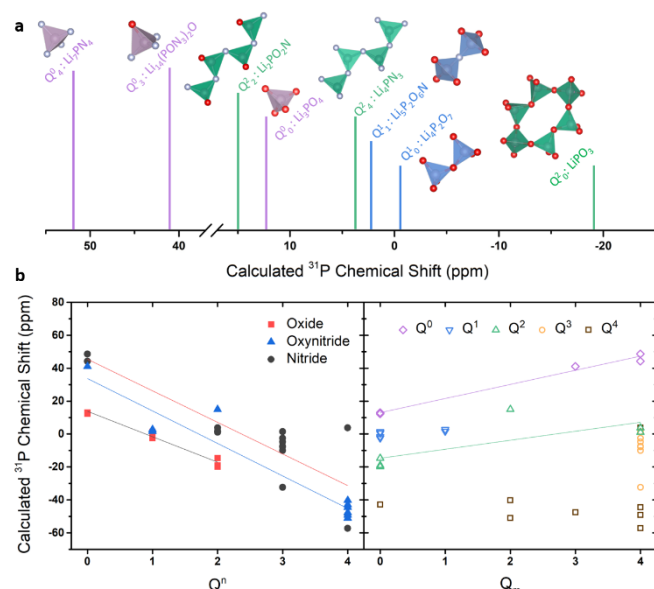 a
Q⁰₄: Li₇PN₄
Q⁰₃: Li₁₄(PON₃)₂O
Q²₂: Li₂PO₂N
Q⁰₀: Li₃PO₄
Q²₄: Li₄PN₃
Q¹₁: Li₅P₂O₆N
Q¹₀: Li₄P₂O₇
Q²₀: LiPO₃
50 40 10 0 -10 -20
Calculated ³¹P Chemical Shift (ppm)
b
Calculated ³¹P Chemical Shift (ppm)
80
60
40
20
0
-20
-40
-60
Oxide
Oxynitride
Nitride
Q⁰ Q¹ Q² Q³ Q⁴
0 1 2 3 4 0 1 2 3 4
Qⁿ